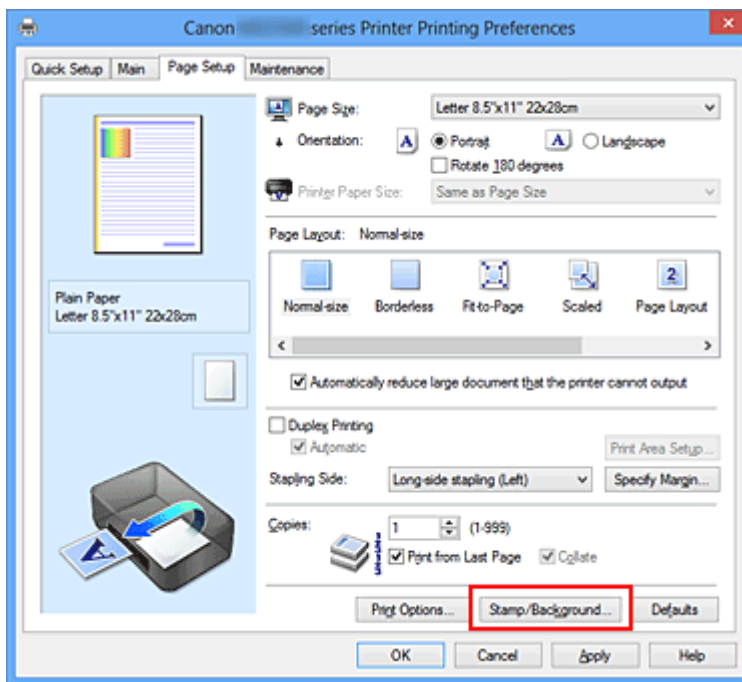 Canon series Printer Printing Preferences
Quick Setup Main Page Setup Maintenance
Page Size: Letter 8.5"x11" 22x28cm
Orientation: A Portrait A Landscape
Rotate 180 degrees
Printer Paper Size: Same as Page Size
Page Layout: Normal-size
Normal-size Borderless Fit-to-Page Scaled Page Layout
Plain Paper
Letter 8.5"x11" 22x28cm
Automatically reduce large document that the printer cannot output
Duplex Printing
Automatic Print Area Setup...
Stapling Side: Long-side stapling (Left) Specify Margin...
Copies: 1 (1-999)
Print from Last Page Collate
Print Options... Stamp/Background... Defaults
OK Cancel Apply Help